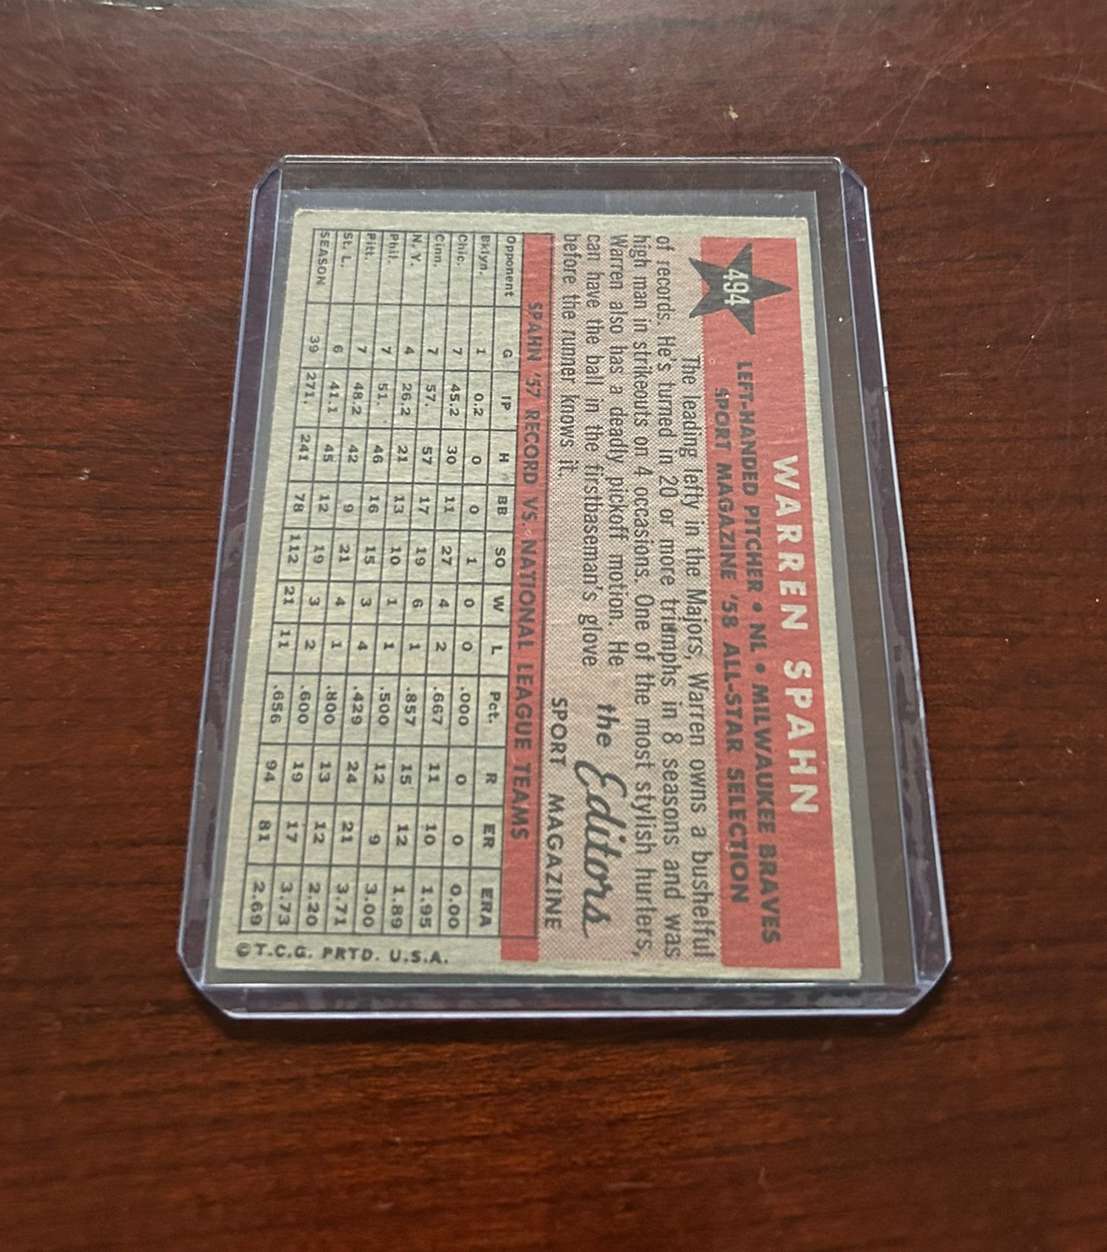 WARREN SPAHN
LEFT-HANDED PITCHER • NL • MILWAUKEE BRAVES
494 SPORT MAGAZINE '58 ALL-STAR SELECTION
The leading lefty in the Majors, Warren owns a bushelful
of records. He's turned in 20 or more triumphs in 8 seasons and was
high man in strikeouts on 4 occasions. One of the most stylish hurlers,
Warren also has a deadly pickoff motion. He
can have the ball in the firstbaseman's glove
before the runner knows it.
the Editors
SPORT MAGAZINE
SPAHN '57 RECORD VS. NATIONAL LEAGUE TEAMS
Opponent G IP H BB SO W L Pct. R ER ERA
Bklyn. 1 0.2 0 0 1 0 0 .000 0 0 0.00
Chic. 7 45.2 30 11 27 4 2 .667 11 10 1.95
Cinn. 7 57. 57 17 19 6 1 .857 15 12 1.89
N.Y. 4 26.2 21 13 10 1 1 .500 12 9 3.00
Phil. 7 51. 46 16 15 3 4 .429 24 21 3.71
Pitt. 7 48.2 42 9 21 4 1 .800 13 12 2.20
St. L. 6 41.1 45 12 19 3 2 .600 19 17 3.73
SEASON 39 271. 241 78 112 21 11 .656 94 81 2.69
© T.C.G. PRTD. U.S.A.